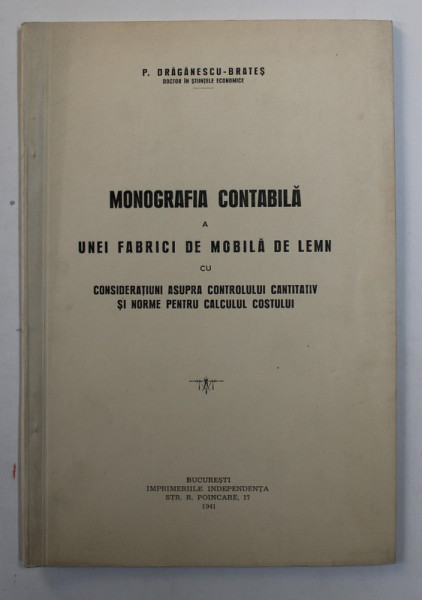 P. DRĂGĂNESCU-BRATEȘ
DOCTOR ÎN ȘTIINȚELE ECONOMICE
MONOGRAFIA CONTABILĂ
A
UNEI FABRICI DE MOBILĂ DE LEMN
CU
CONSIDERAȚIUNI ASUPRA CONTROLULUI CANTITATIV
ȘI NORME PENTRU CALCULUL COSTULUI
BUCUREȘTI
IMPRIMERIILE INDEPENDENȚA
STR. R. POINCARE, 17
1941